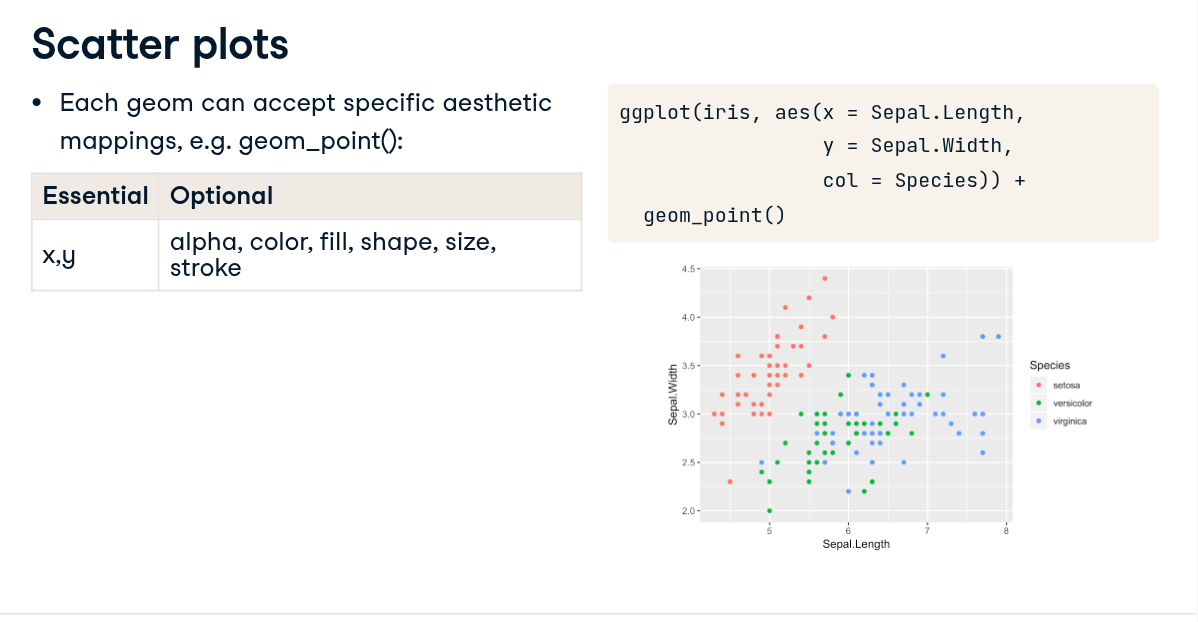 Scatter plots
• Each geom can accept specific aesthetic
mappings, e.g. geom_point():
Essential Optional
x,y alpha, color, fill, shape, size,
stroke
ggplot(iris, aes(x = Sepal.Length,
y = Sepal.Width,
col = Species)) +
geom_point()
4.5
4.0
3.5
3.0
2.5
2.0
Sepal.Width
5 6 7 8
Sepal.Length
Species
setosa
versicolor
virginica